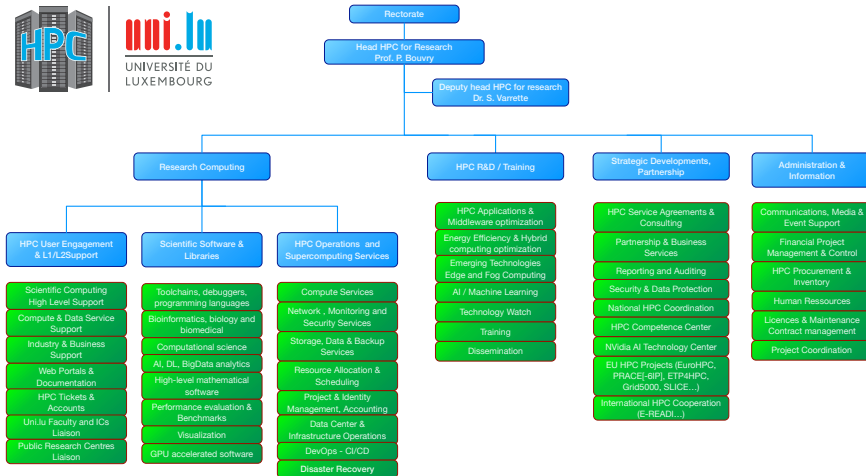 HPC
uni.lu
UNIVERSITÉ DU
LUXEMBOURG
Rectorate
Head HPC for Research
Prof. P. Bouvry
Deputy head HPC for research
Dr. S. Varrette
Research Computing
HPC R&D / Training
Strategic Developments,
Partnership
Administration &
Information
HPC User Engagement
& L1/L2Support
Scientific Software &
Libraries
HPC Operations and
Supercomputing Services
Scientific Computing
High Level Support
Compute & Data Service
Support
Industry & Business
Support
Web Portals &
Documentation
HPC Tickets &
Accounts
Uni.lu Faculty and ICs
Liaison
Public Research Centres
Liaison
Toolchains, debuggers,
programming languages
Bioinformatics, biology and
biomedical
Computational science
AI, DL, BigData analytics
High-level mathematical
software
Performance evaluation &
Benchmarks
Visualization
GPU accelerated software
Compute Services
Network , Monitoring and
Security Services
Storage, Data & Backup
Services
Resource Allocation &
Scheduling
Project & Identity
Management, Accounting
Data Center &
Infrastructure Operations
DevOps - CI/CD
Disaster Recovery
HPC Applications &
Middleware optimization
Energy Efficiency & Hybrid
computing optimization
Emerging Technologies
Edge and Fog Computing
AI / Machine Learning
Technology Watch
Training
Dissemination
HPC Service Agreements &
Consulting
Partnership & Business
Services
Reporting and Auditing
Security & Data Protection
National HPC Coordination
HPC Competence Center
NVidia AI Technology Center
EU HPC Projects (EuroHPC,
PRACE[-6IP], ETP4HPC,
Grid5000, SLICE...)
International HPC Cooperation
(E-READI...)
Communications, Media &
Event Support
Financial Project
Management & Control
HPC Procurement &
Inventory
Human Ressources
Licences & Maintenance
Contract management
Project Coordination